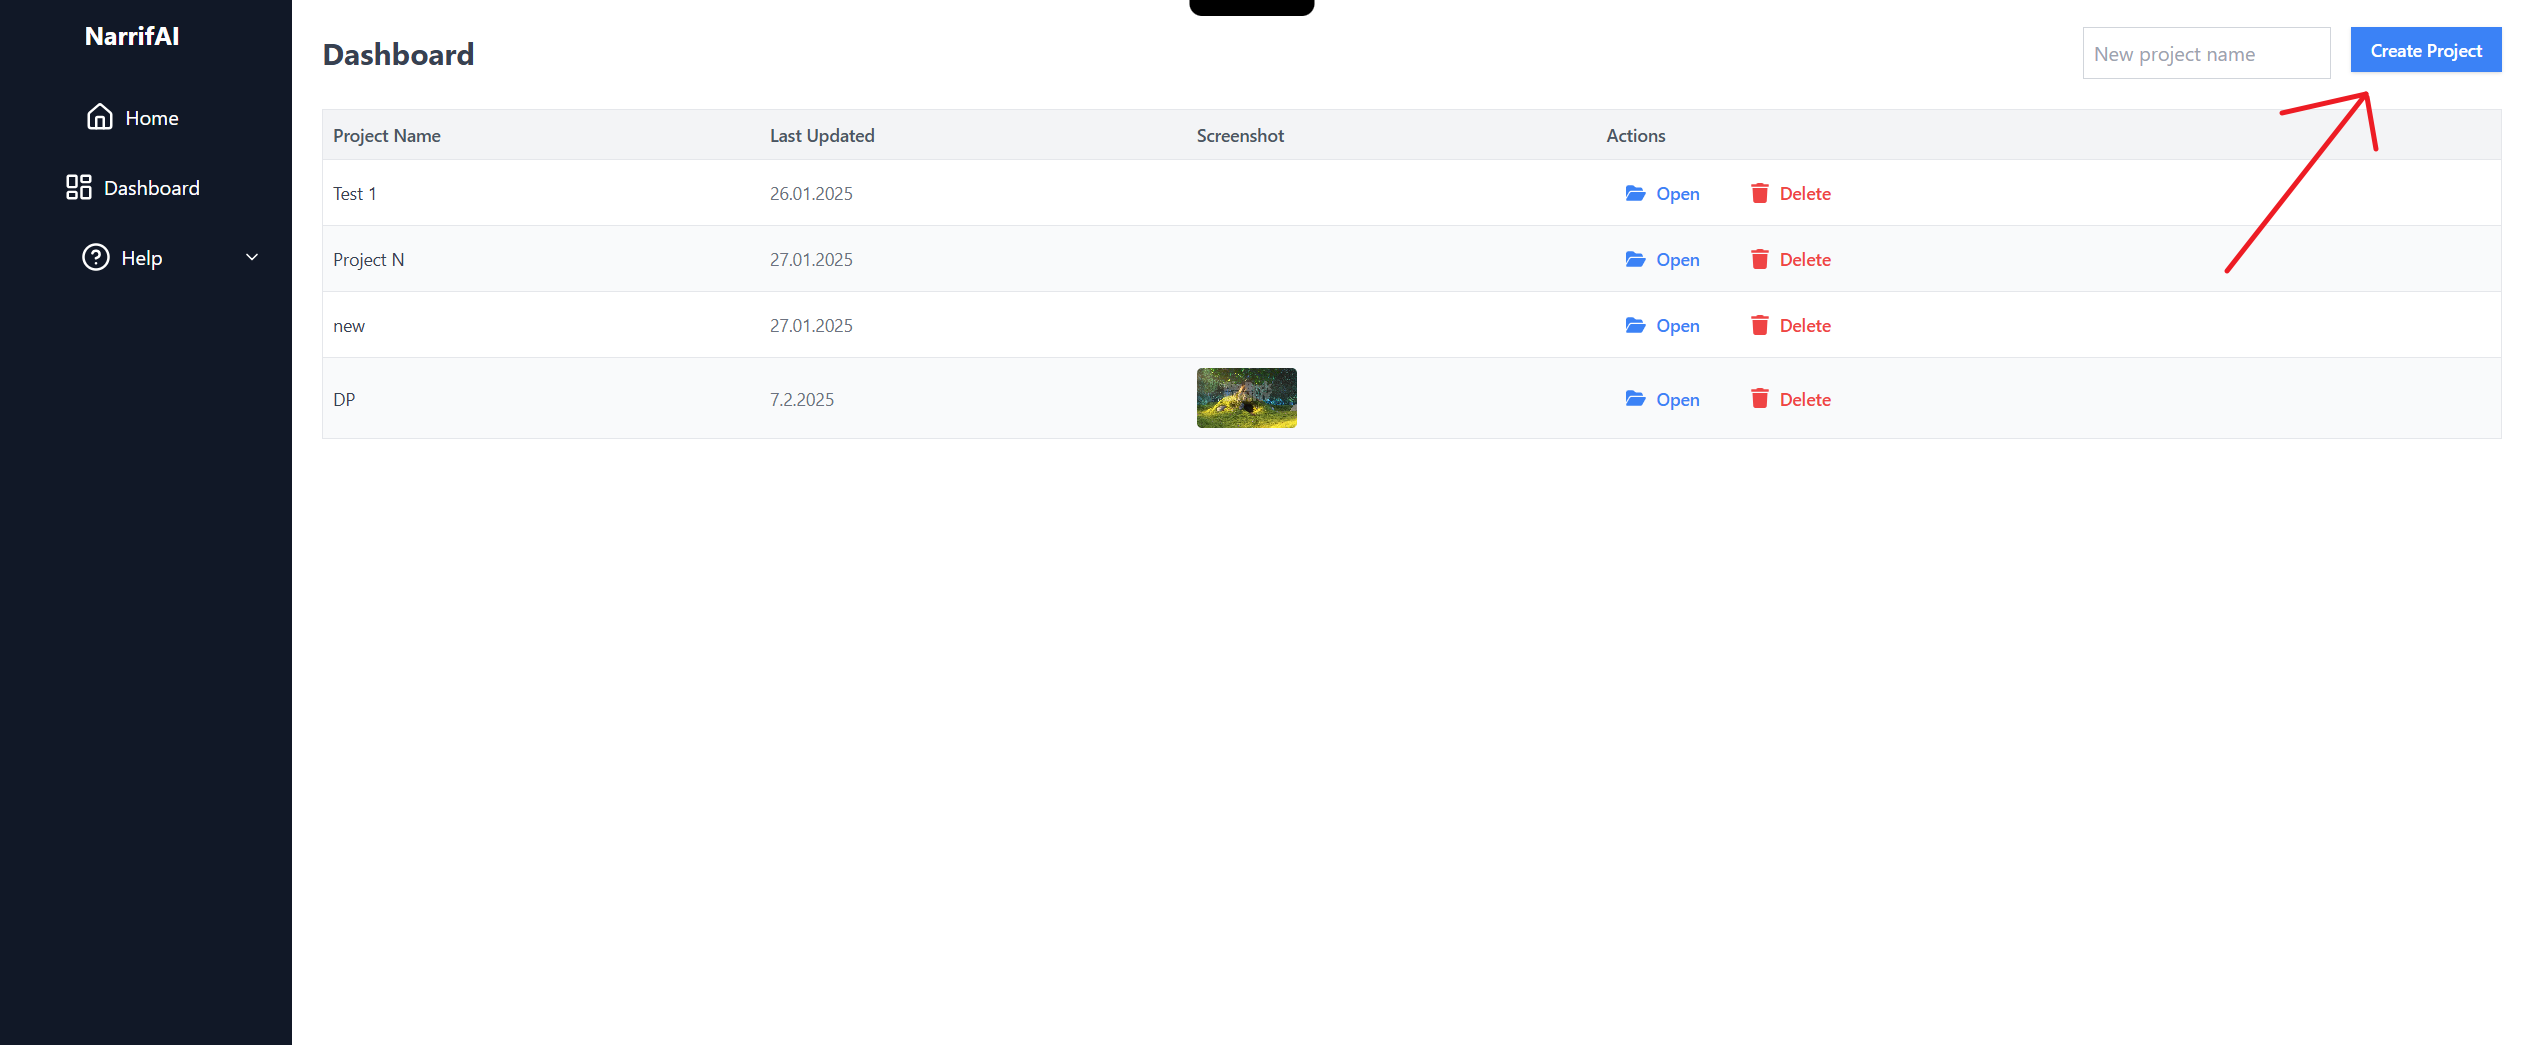 NarrifAI
Home
Dashboard
Help
Dashboard
New project name
Create Project
Project Name Last Updated Screenshot Actions
Test 1 26.01.2025 Open Delete
Project N 27.01.2025 Open Delete
new 27.01.2025 Open Delete
DP 7.2.2025 Open Delete